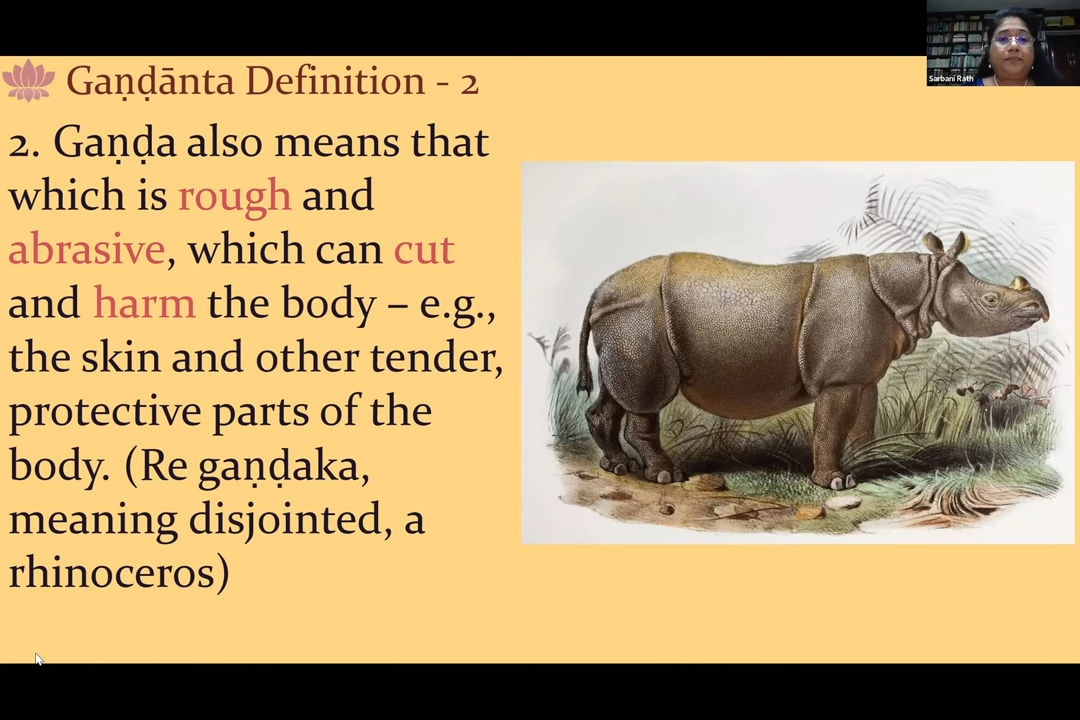 Gaṇḍānta Definition - 2
2. Gaṇḍa also means that
which is rough and
abrasive, which can cut
and harm the body – e.g.,
the skin and other tender,
protective parts of the
body. (Re gaṇḍaka,
meaning disjointed, a
rhinoceros)
Sarbani Rath